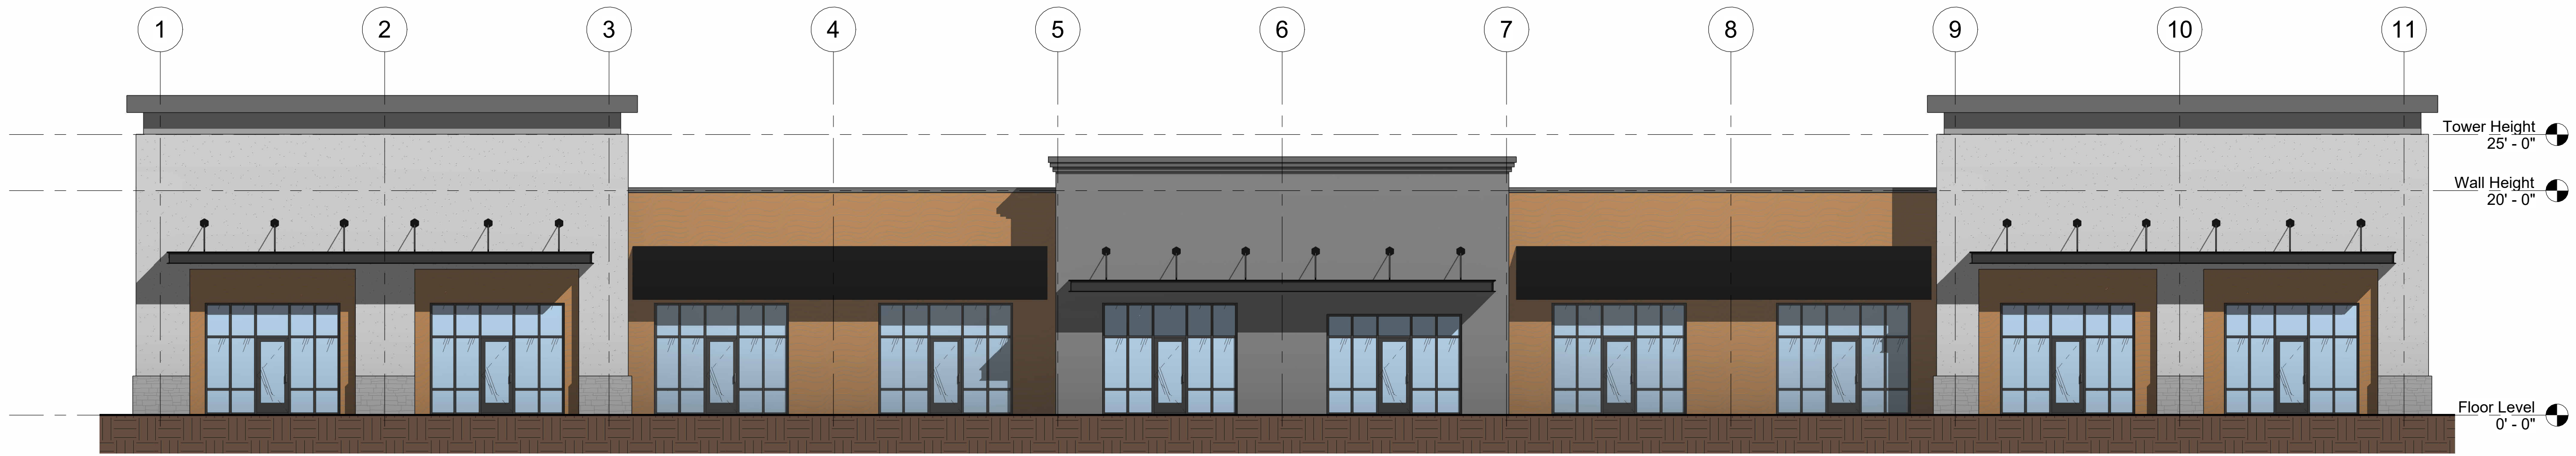 1 2 3 4 5 6 7 8 9 10 11
Tower Height
25' - 0"
Wall Height
20' - 0"
Floor Level
0' - 0"